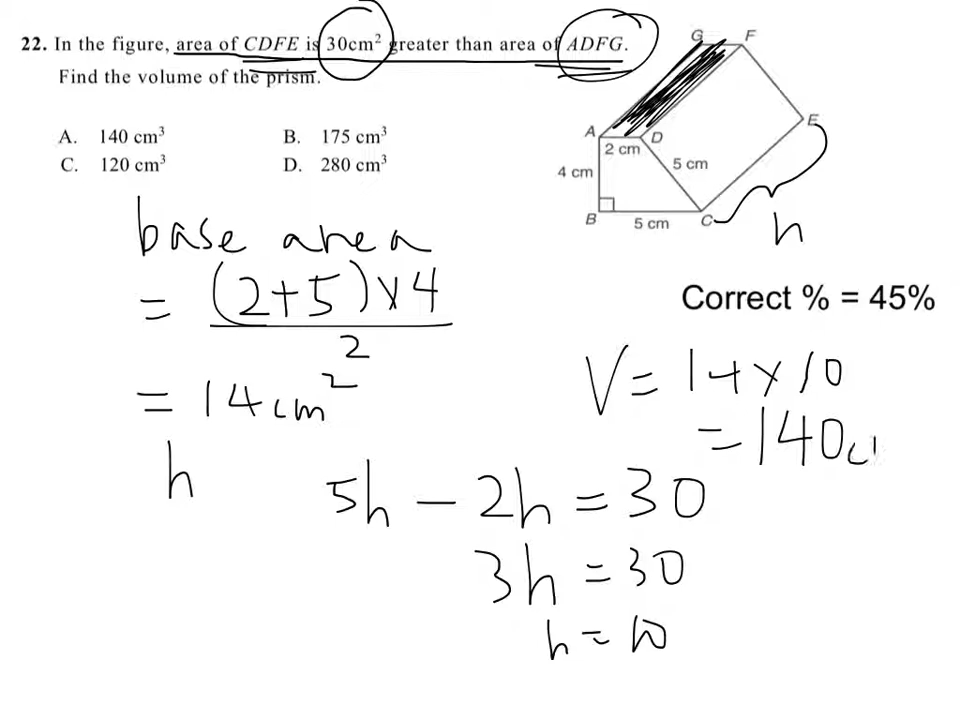 22. In the figure, area of CDFE is 30cm² greater than area of ADFG.
Find the volume of the prism.
A. 140 cm³
B. 175 cm³
C. 120 cm³
D. 280 cm³
G
F
E
A
D
2 cm
4 cm
5 cm
B
5 cm
C
h
base area
= (2+5)×4
2
= 14cm²
Correct % = 45%
V = 14 × 10
= 140c
h
5h - 2h = 30
3h = 30
h = 10